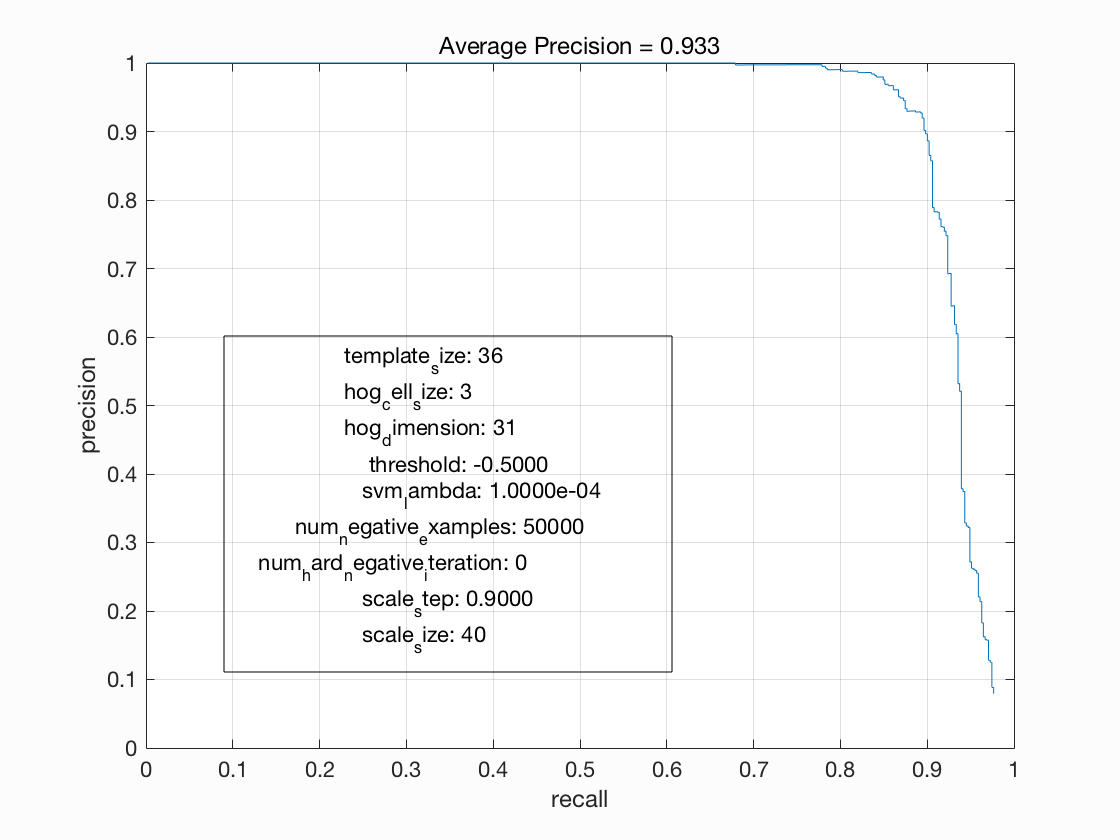 Average Precision = 0.933
1
0.9
0.8
0.7
0.6
0.5
0.4
0.3
0.2
0.1
0
precision
template_size: 36
hog_cell_size: 3
hog_dimension: 31
threshold: -0.5000
svm_lambda: 1.0000e-04
num_negative_examples: 50000
num_hard_negative_iteration: 0
scale_step: 0.9000
scale_size: 40
0 0.1 0.2 0.3 0.4 0.5 0.6 0.7 0.8 0.9 1
recall